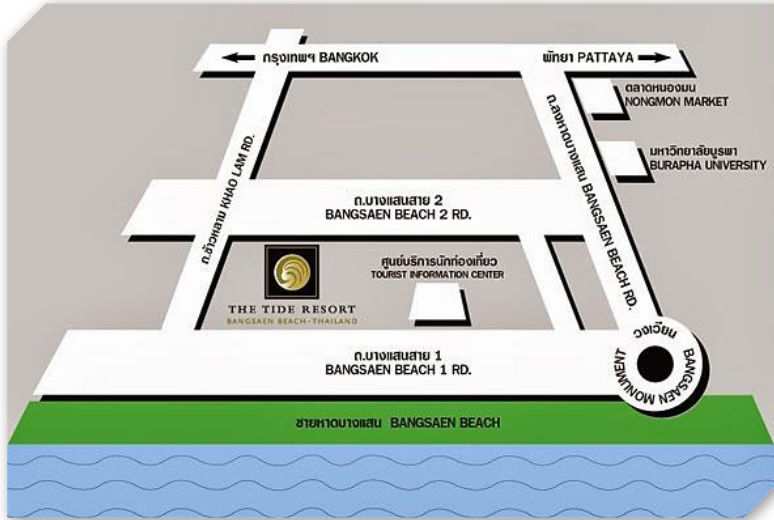 กรุงเทพฯ BANGKOK
พัทยา PATTAYA
ตลาดหนองมน
NONGMON MARKET
มหาวิทยาลัยบูรพา
BURAPHA UNIVERSITY
ถ.ข้าวหลาม KHAO LAM RD.
ถ.ลงหาดบางแสน BANGSAEN BEACH RD.
ถ.บางแสนสาย 2
BANGSAEN BEACH 2 RD.
THE TIDE RESORT
BANGSAEN BEACH-THAILAND
ศูนย์บริการนักท่องเที่ยว
TOURIST INFORMATION CENTER
ถ.บางแสนสาย 1
BANGSAEN BEACH 1 RD.
วงเวียน
BANGSAEN MONUMENT
ชายหาดบางแสน BANGSAEN BEACH